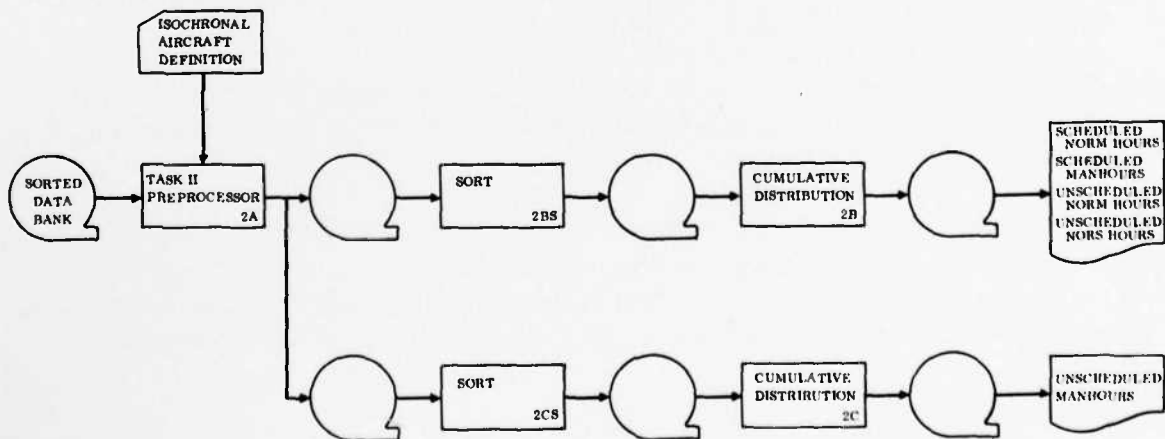 ISOCHRONAL
AIRCRAFT
DEFINITION
SORTED
DATA
BANK
TASK II
PREPROCESSOR
2A
SORT
2BS
CUMULATIVE
DISTRIBUTION
2B
SCHEDULED
NORM HOURS
SCHEDULED
MANHOURS
UNSCHEDULED
NORM HOURS
UNSCHEDULED
NORS HOURS
SORT
2CS
CUMULATIVE
DISTRIBUTION
2C
UNSCHEDULED
MANHOURS